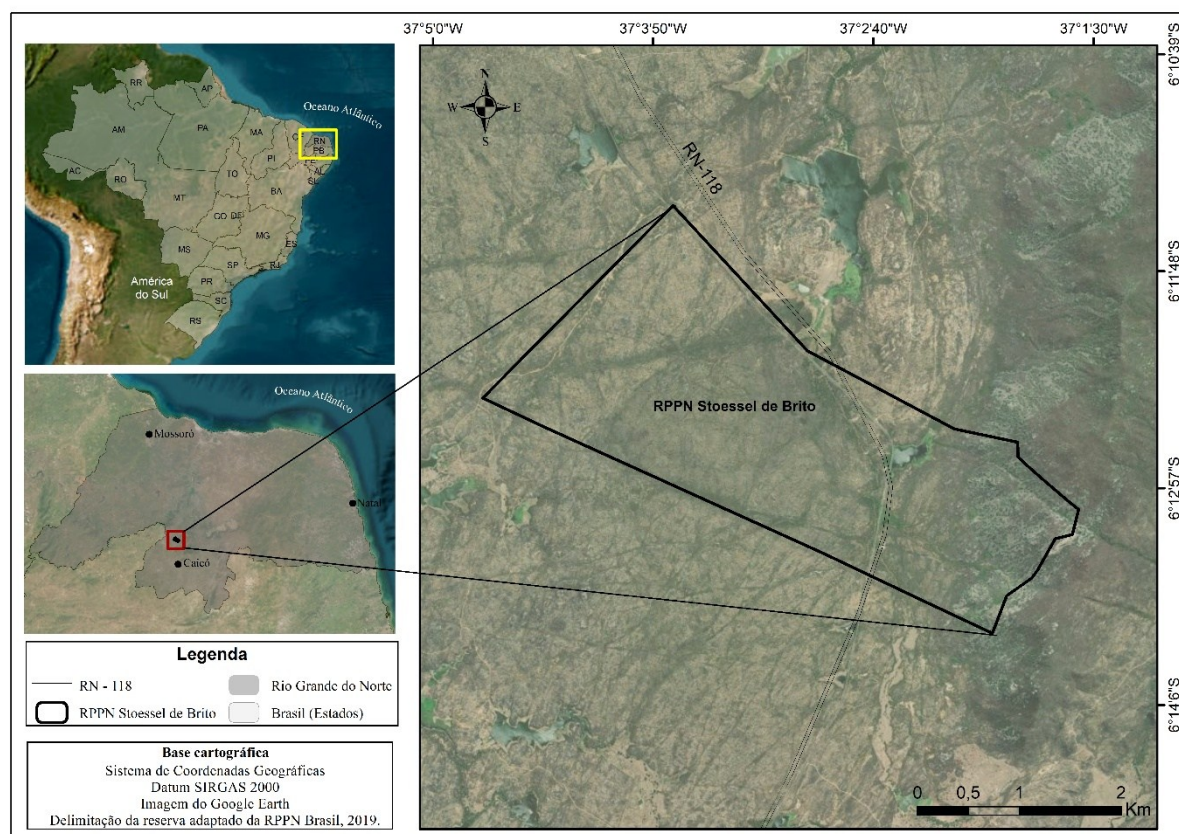 37°5'0"W
37°3'50"W
37°2'40"W
37°1'30"W
6°10'39"S
6°11'48"S
6°12'57"S
6°14'6"S
Oceano Atlântico
RR
AP
AM
PA
MA
RN
PB
PI
AC
RO
TO
AL
BA
MT
GO
DF
MG
ES
MS
SP
RJ
PR
SC
RS
América
do Sul
Oceano Atlântico
Mossoró
Natal
Caicó
Legenda
RN - 118
Rio Grande do Norte
RPPN Stoessel de Brito
Brasil (Estados)
Base cartográfica
Sistema de Coordenadas Geográficas
Datum SIRGAS 2000
Imagem do Google Earth
Delimitação da reserva adaptado da RPPN Brasil, 2019.
N
W E
S
RN-118
RPPN Stoessel de Brito
0 0,5 1 2
Km